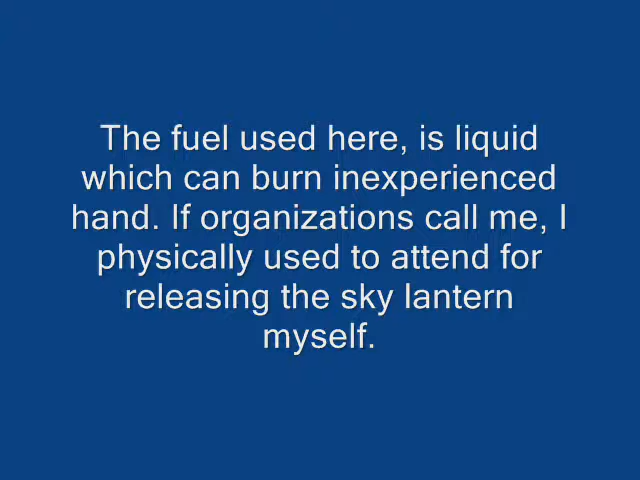 The fuel used here, is liquid
which can burn inexperienced
hand. If organizations call me, I
physically used to attend for
releasing the sky lantern
myself.